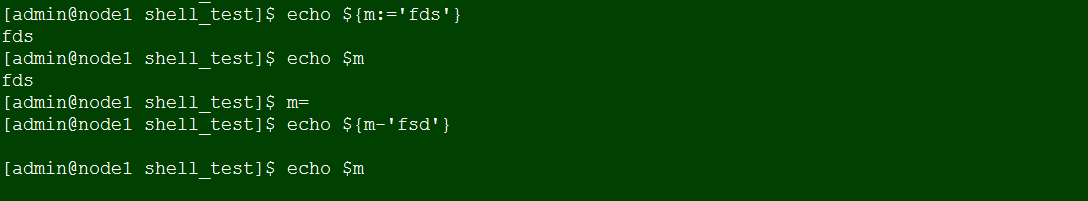 [admin@node1 shell_test]$ echo ${m:='fds'}
fds
[admin@node1 shell_test]$ echo $m
fds
[admin@node1 shell_test]$ m=
[admin@node1 shell_test]$ echo ${m-'fsd'}

[admin@node1 shell_test]$ echo $m